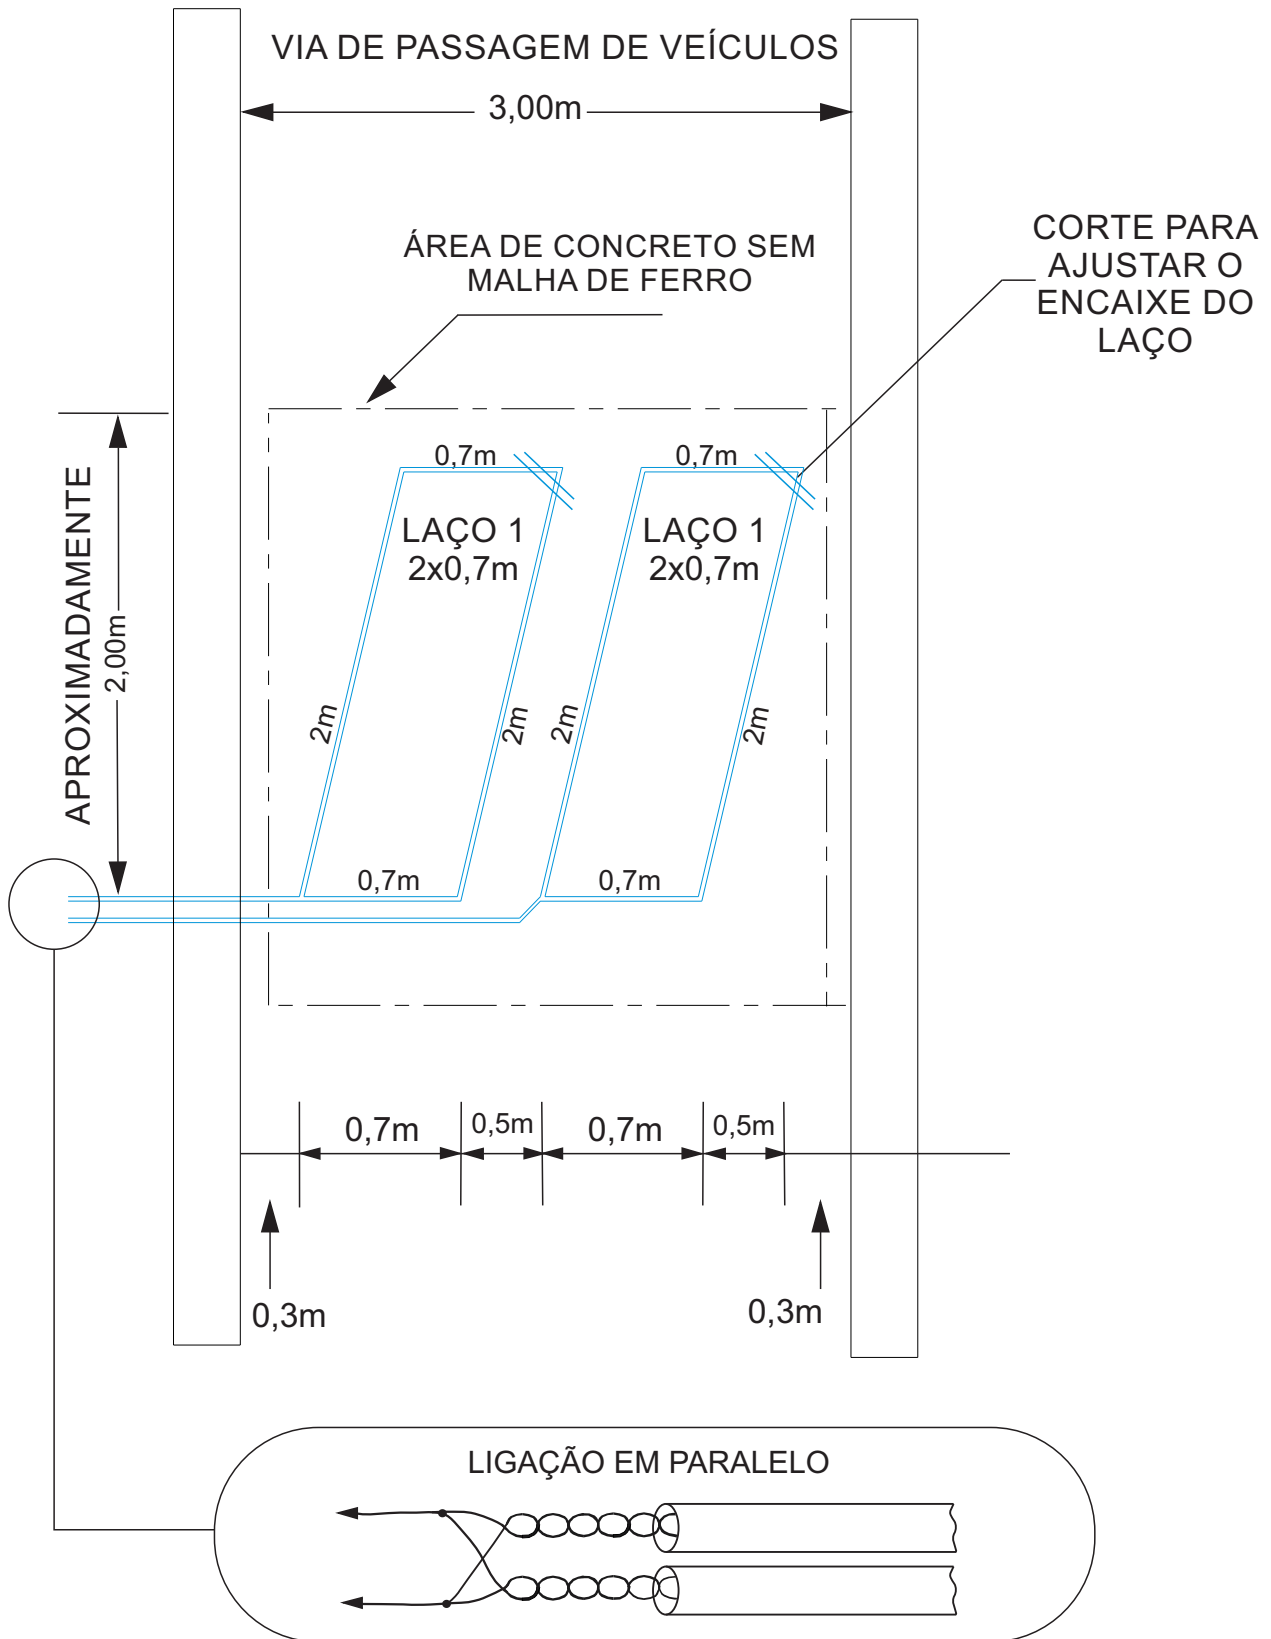 VIA DE PASSAGEM DE VEÍCULOS
3,00m
ÁREA DE CONCRETO SEM
MALHA DE FERRO
CORTE PARA
AJUSTAR O
ENCAIXE DO
LAÇO
APROXIMADAMENTE
2,00m
0,7m
0,7m
LAÇO 1
2x0,7m
LAÇO 1
2x0,7m
2m
2m
2m
2m
0,7m
0,7m
0,7m
0,5m
0,7m
0,5m
0,3m
0,3m
LIGAÇÃO EM PARALELO